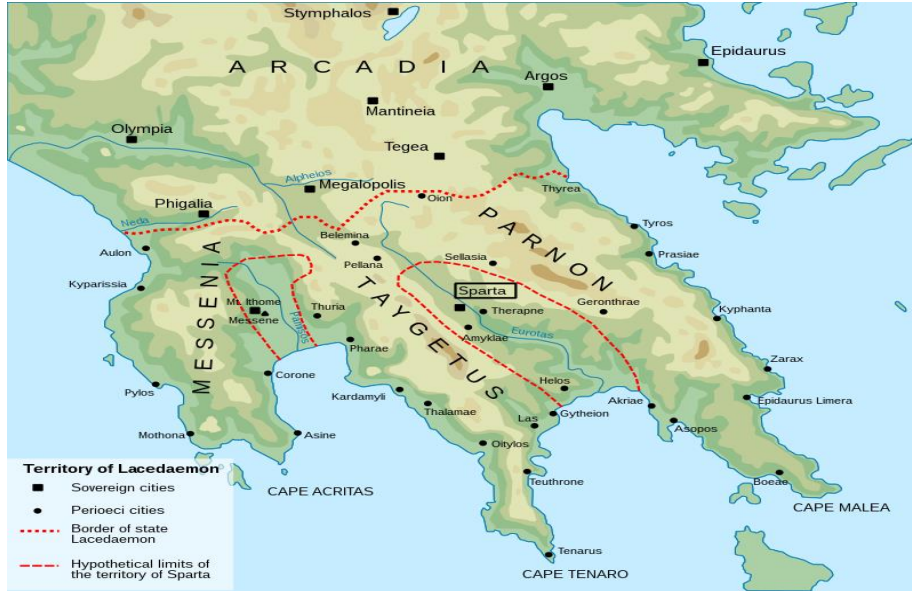 Stymphalos
Epidaurus
ARCADIA
Argos
Mantineia
Olympia
Tegea
Alpheios
Megalopolis
Thyrea
Oion
Phigalia
Neda
PARNON
Tyros
Belemina
Aulon
Prasiae
Pellana
Sellasia
MESSENIA
TAYGETUS
Kyparissia
Sparta
Mt. Ithome
Geronthrae
Thuria
Therapne
Kyphanta
Messene
Pamisos
Amyklae
Eurotas
Pharae
Zarax
Corone
Helos
Pylos
Kardamyli
Akriae
Epidaurus Limera
Thalamae
Las
Gytheion
Asopos
Mothona
Asine
Oitylos
Territory of Lacedaemon
Sovereign cities
Perioeci cities
Border of state
Lacedaemon
Hypothetical limits of
the territory of Sparta
Teuthrone
Boeae
CAPE ACRITAS
CAPE MALEA
Tenarus
CAPE TENARO